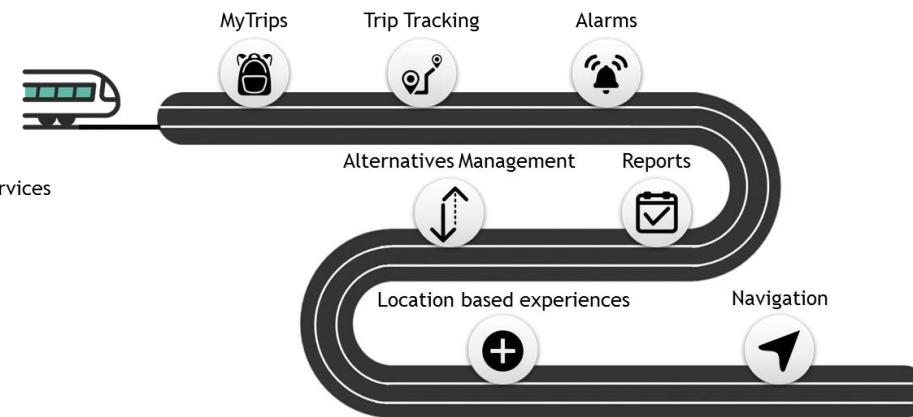 MyTrips
Trip Tracking
Alarms
Alternatives Management
Reports
rvices
Location based experiences
Navigation